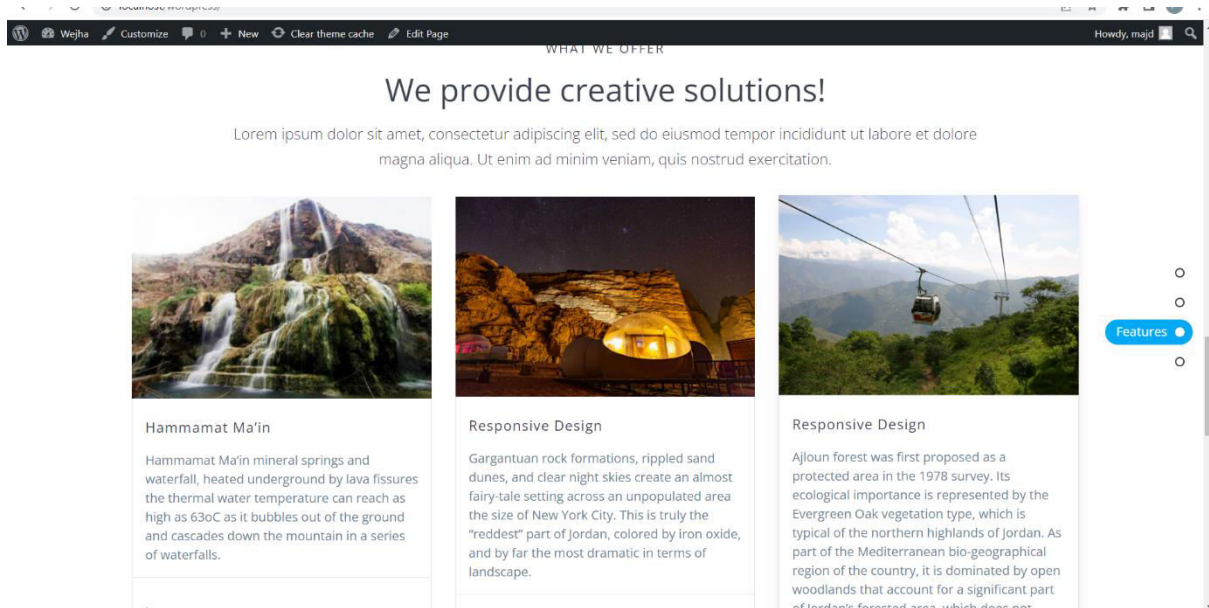 localhost/wordpress/
Wejha Customize 0 New Clear theme cache Edit Page Howdy, majd
WHAT WE OFFER
We provide creative solutions!
Lorem ipsum dolor sit amet, consectetur adipiscing elit, sed do eiusmod tempor incididunt ut labore et dolore
magna aliqua. Ut enim ad minim veniam, quis nostrud exercitation.
Features
Hammamat Ma’in
Hammamat Ma’in mineral springs and
waterfall, heated underground by lava fissures
the thermal water temperature can reach as
high as 63oC as it bubbles out of the ground
and cascades down the mountain in a series
of waterfalls.
Responsive Design
Gargantuan rock formations, rippled sand
dunes, and clear night skies create an almost
fairy-tale setting across an unpopulated area
the size of New York City. This is truly the
“reddest” part of Jordan, colored by iron oxide,
and by far the most dramatic in terms of
landscape.
Responsive Design
Ajloun forest was first proposed as a
protected area in the 1978 survey. Its
ecological importance is represented by the
Evergreen Oak vegetation type, which is
typical of the northern highlands of Jordan. As
part of the Mediterranean bio-geographical
region of the country, it is dominated by open
woodlands that account for a significant part
of Jordan’s forested area, which does not